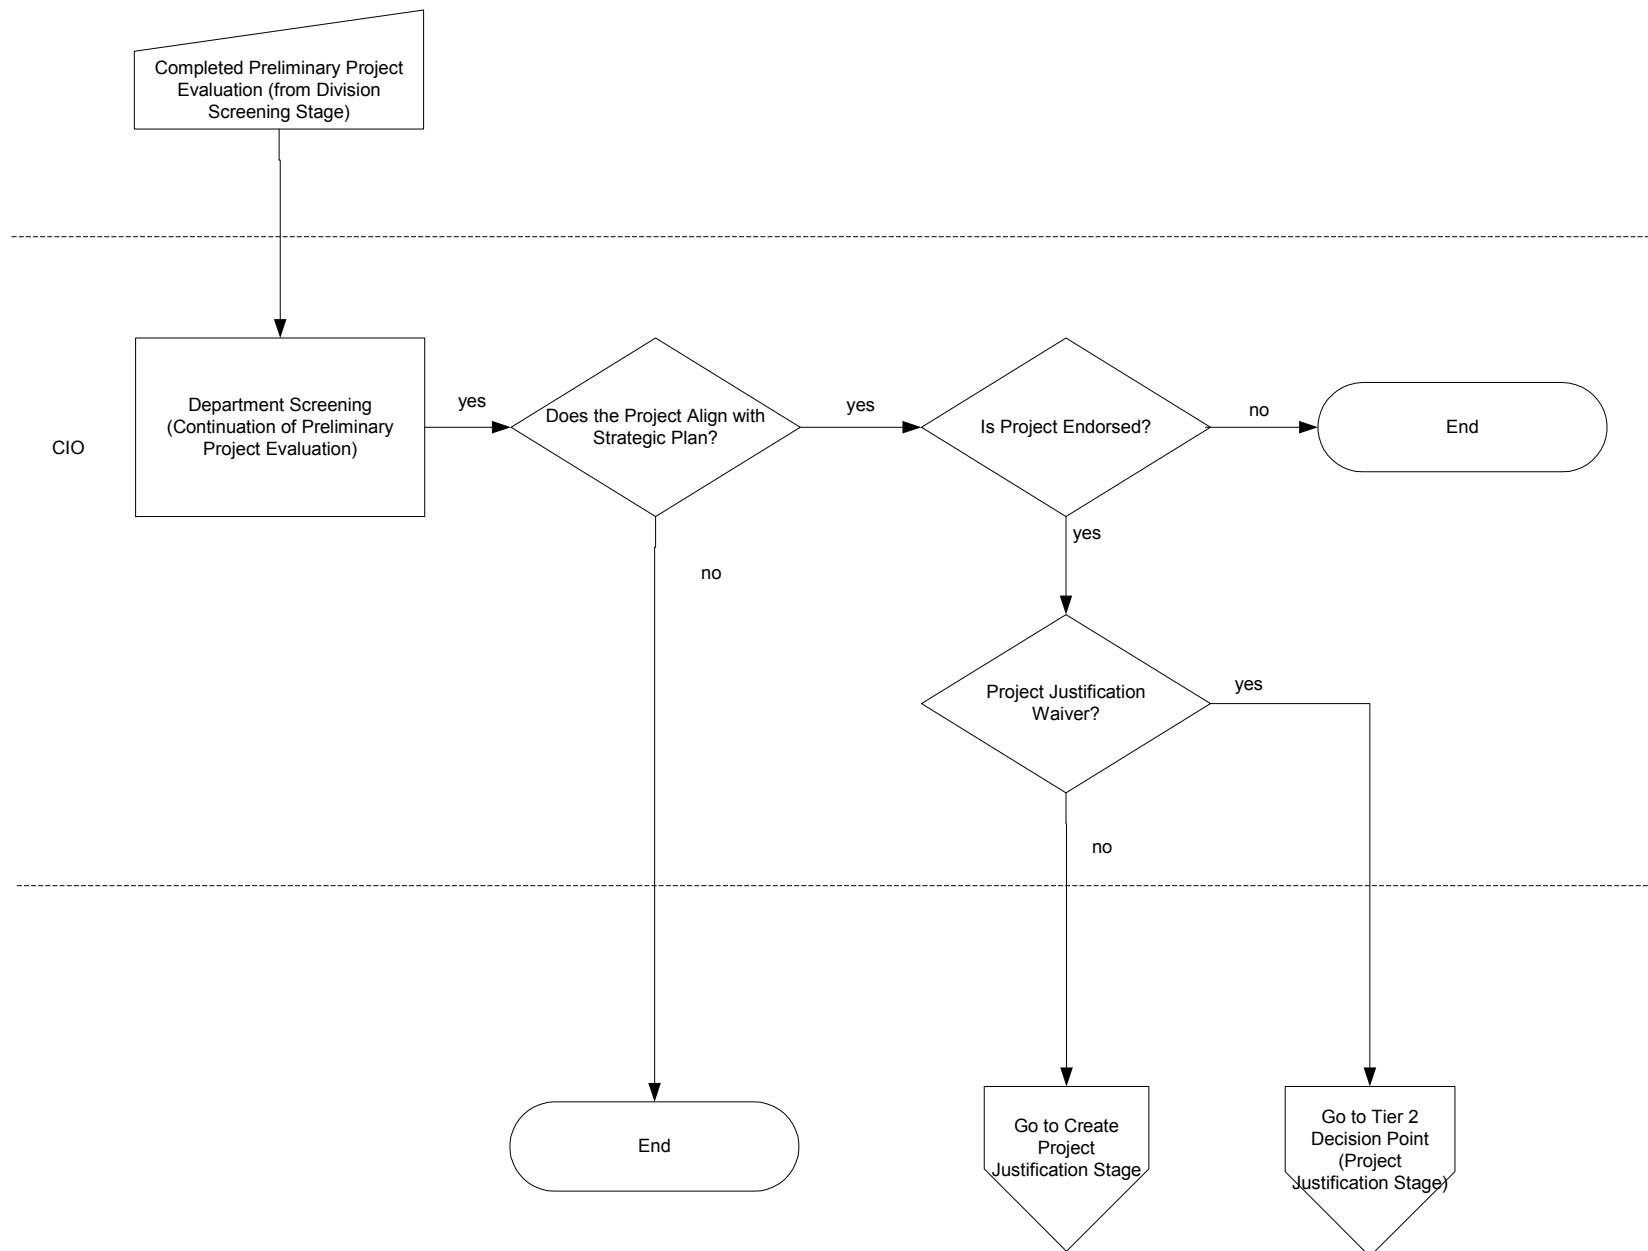 Completed Preliminary Project
Evaluation (from Division
Screening Stage)
CIO
Department Screening
(Continuation of Preliminary
Project Evaluation)
yes
Does the Project Align with
Strategic Plan?
yes
Is Project Endorsed?
no
End
yes
no
Project Justification
Waiver?
yes
no
End
Go to Create
Project
Justification Stage
Go to Tier 2
Decision Point
(Project
Justification Stage)